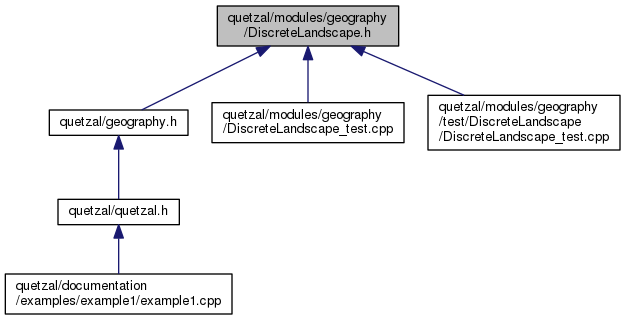 quetzal/modules/geography
/DiscreteLandscape.h
quetzal/geography.h
quetzal/modules/geography
/DiscreteLandscape_test.cpp
quetzal/modules/geography
/test/DiscreteLandscape
/DiscreteLandscape_test.cpp
quetzal/quetzal.h
quetzal/documentation
/examples/example1/example1.cpp